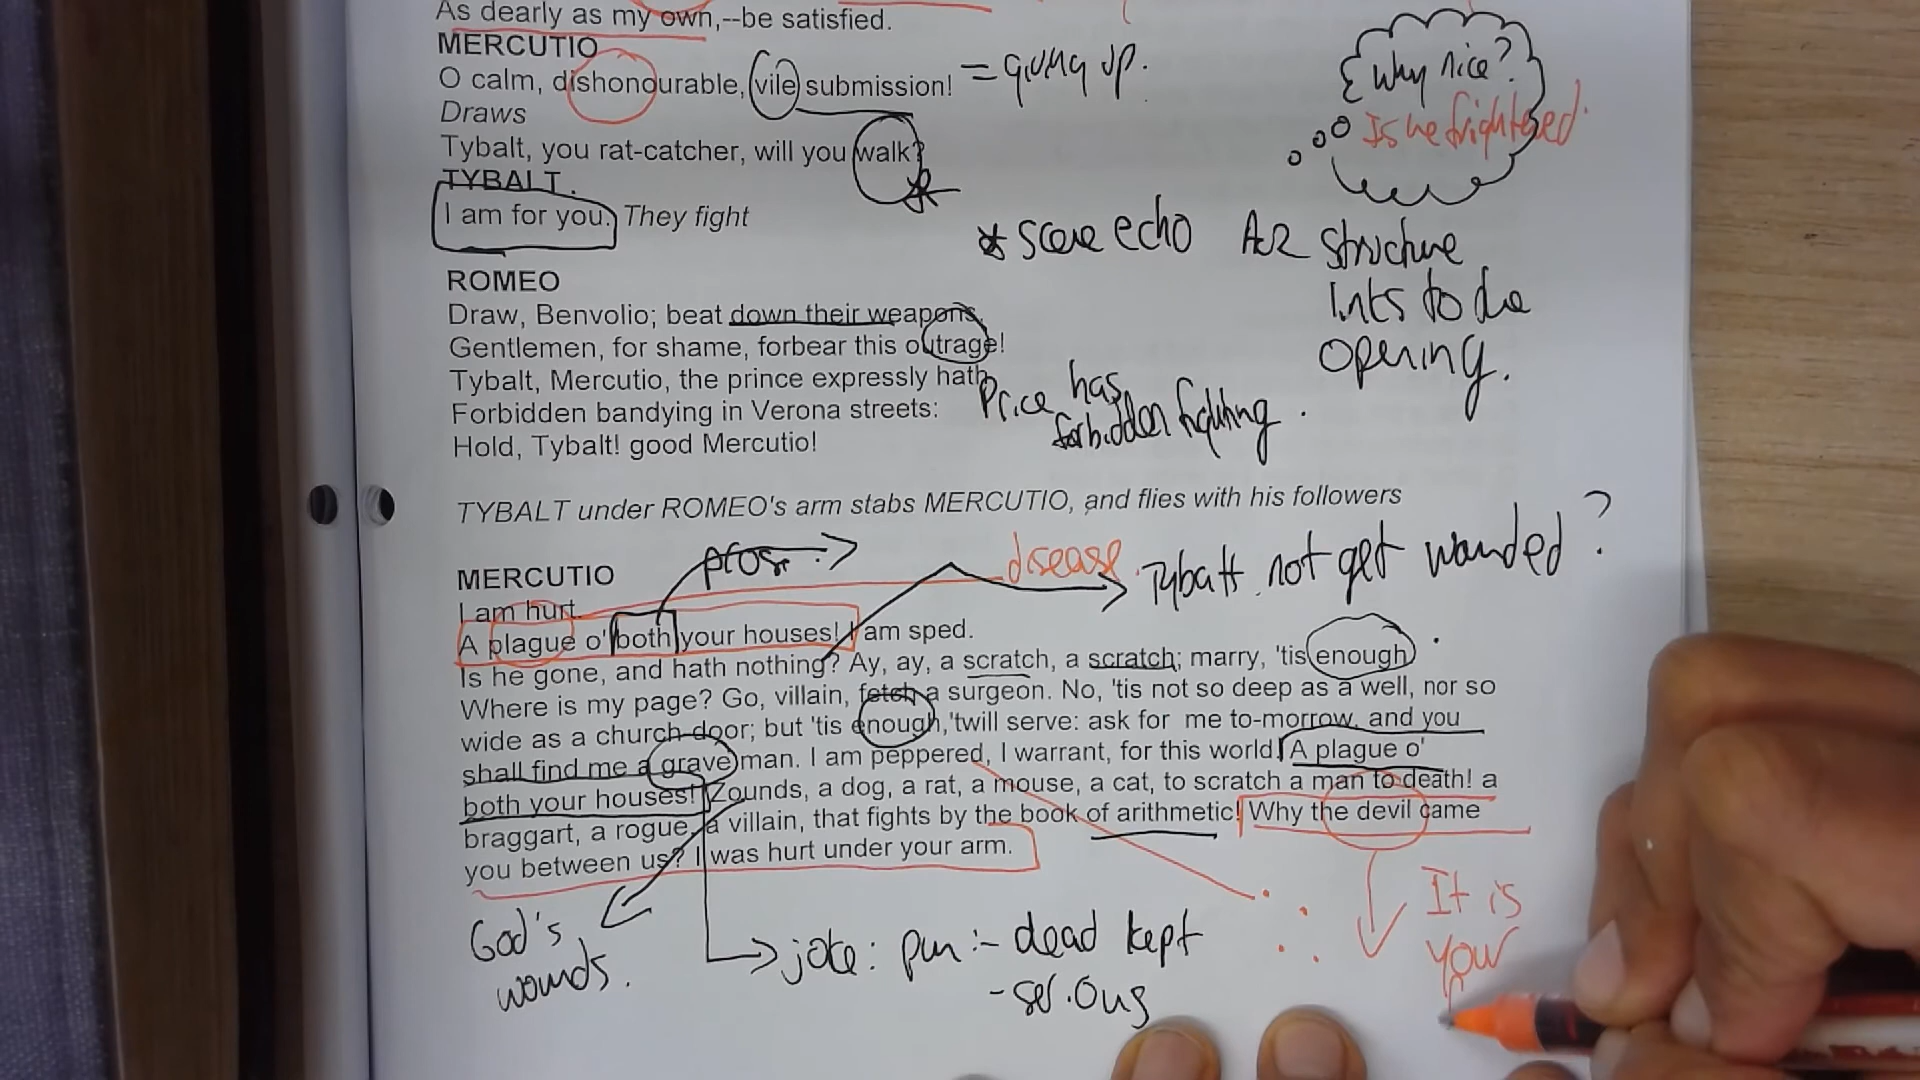 As dearly as my own,--be satisfied.
MERCUTIO
O calm, dishonourable, vile submission! = giving up.
Why nice?
Is he frightened.
Draws
Tybalt, you rat-catcher, will you walk?
TYBALT
I am for you. They fight
* scene echo
structure
links to the
opening.
ROMEO
Draw, Benvolio; beat down their weapons.
Gentlemen, for shame, forbear this outrage!
Tybalt, Mercutio, the prince expressly hath
Forbidden bandying in Verona streets:
Hold, Tybalt! good Mercutio!
Price has
forbidden fighting.
TYBALT under ROMEO's arm stabs MERCUTIO, and flies with his followers
disease.
Tybalt not get wounded?
MERCUTIO
I am hurt.
A plague o' both your houses! I am sped.
Is he gone, and hath nothing? Ay, ay, a scratch, a scratch; marry, 'tis enough
Where is my page? Go, villain, fetch a surgeon. No, 'tis not so deep as a well, nor so
wide as a church-door; but 'tis enough,'twill serve: ask for me to-morrow, and you
shall find me a grave man. I am peppered, I warrant, for this world. A plague o'
both your houses! Zounds, a dog, a rat, a mouse, a cat, to scratch a man to death! a
braggart, a rogue, a villain, that fights by the book of arithmetic! Why the devil came
you between us? I was hurt under your arm.
God's
wounds.
joke: pun :- dead kept
- serious
It is
your